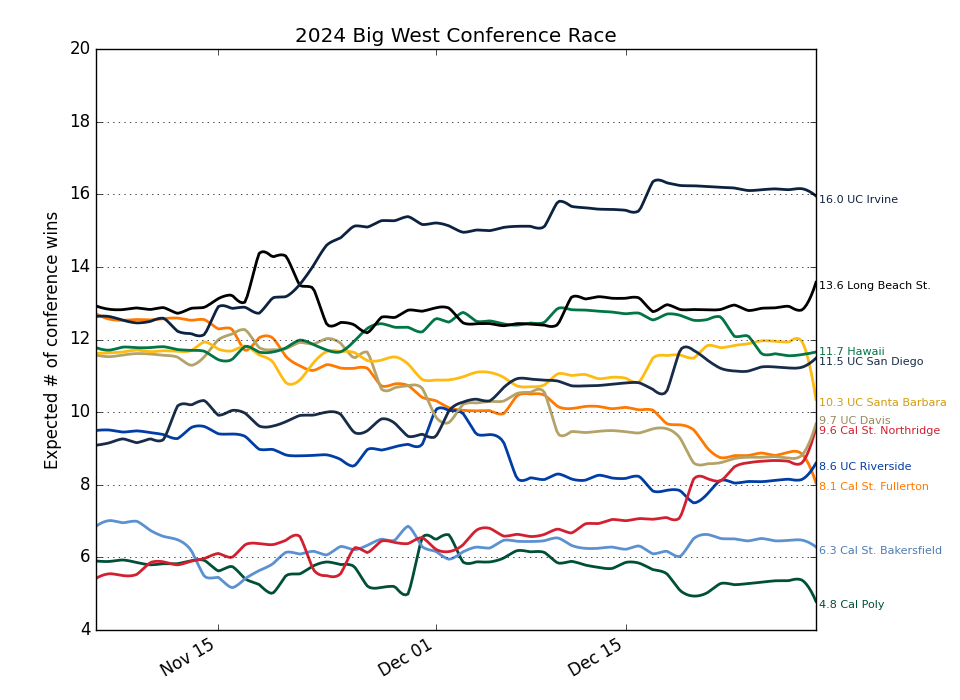 2024 Big West Conference Race
Expected # of conference wins
20
18
16
14
12
10
8
6
4
Nov 15
Dec 01
Dec 15
16.0 UC Irvine
13.6 Long Beach St.
11.7 Hawaii
11.5 UC San Diego
10.3 UC Santa Barbara
9.7 UC Davis
9.6 Cal St. Northridge
8.6 UC Riverside
8.1 Cal St. Fullerton
6.3 Cal St. Bakersfield
4.8 Cal Poly